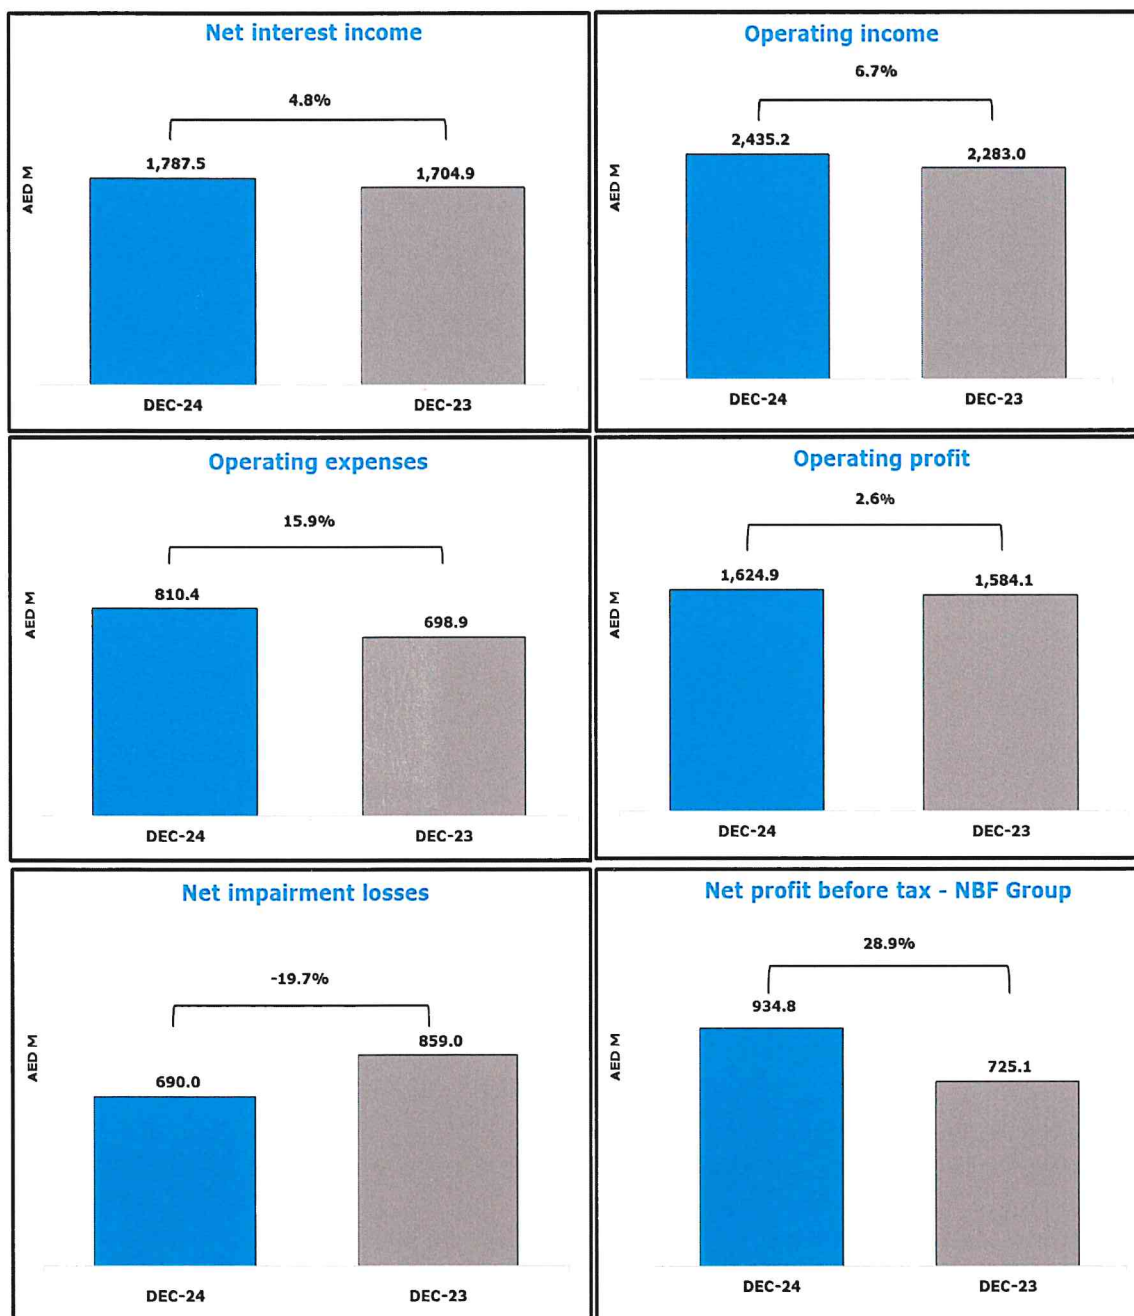 Net interest income
4.8%
AED M
1,787.5
1,704.9
DEC-24
DEC-23
Operating income
6.7%
AED M
2,435.2
2,283.0
DEC-24
DEC-23
Operating expenses
15.9%
AED M
810.4
698.9
DEC-24
DEC-23
Operating profit
2.6%
AED M
1,624.9
1,584.1
DEC-24
DEC-23
Net impairment losses
-19.7%
AED M
690.0
859.0
DEC-24
DEC-23
Net profit before tax - NBF Group
28.9%
AED M
934.8
725.1
DEC-24
DEC-23